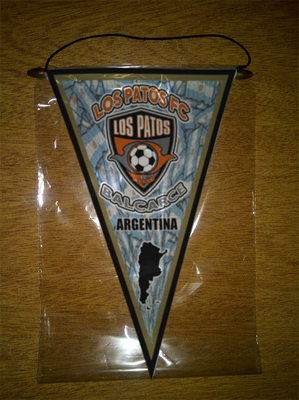 LOS PATOS FC
LOS PATOS
BALCARCE
ARGENTINA